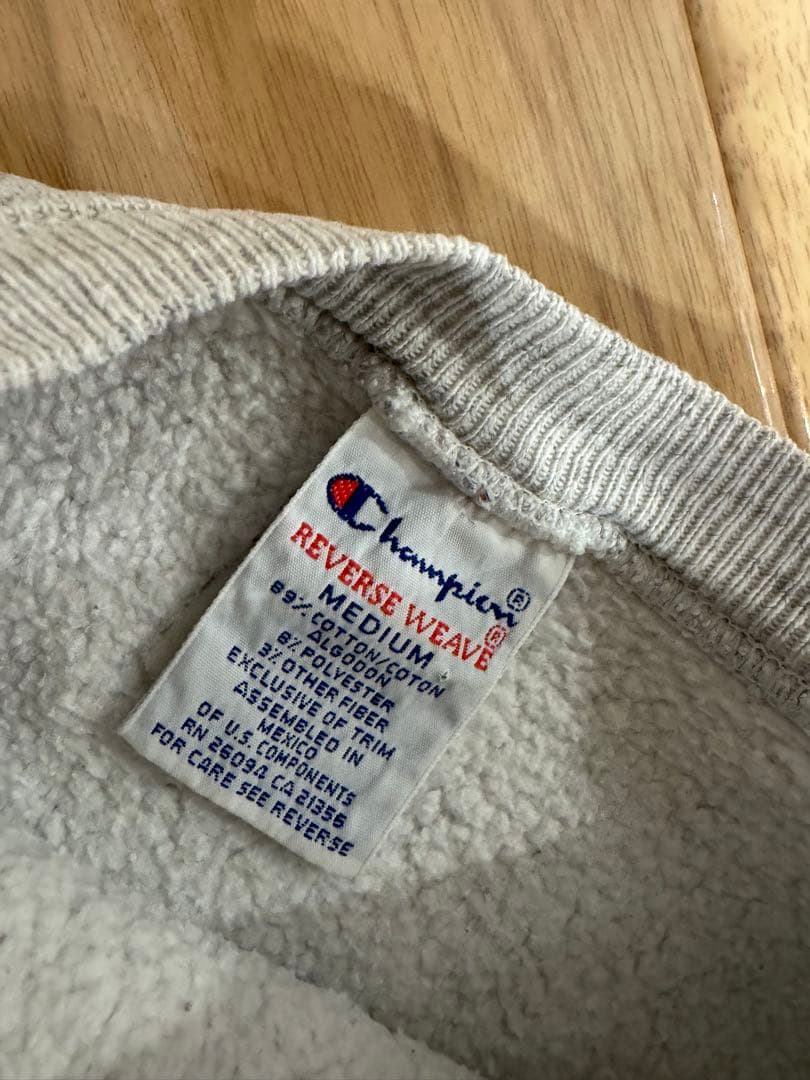 Champion®
REVERSE WEAVE®
MEDIUM
89% COTTON/COTON
ALGODON
8% POLYESTER
3% OTHER FIBER
EXCLUSIVE OF TRIM
ASSEMBLED IN
MEXICO
OF U.S. COMPONENTS
RN 26094 CA 21356
FOR CARE SEE REVERSE